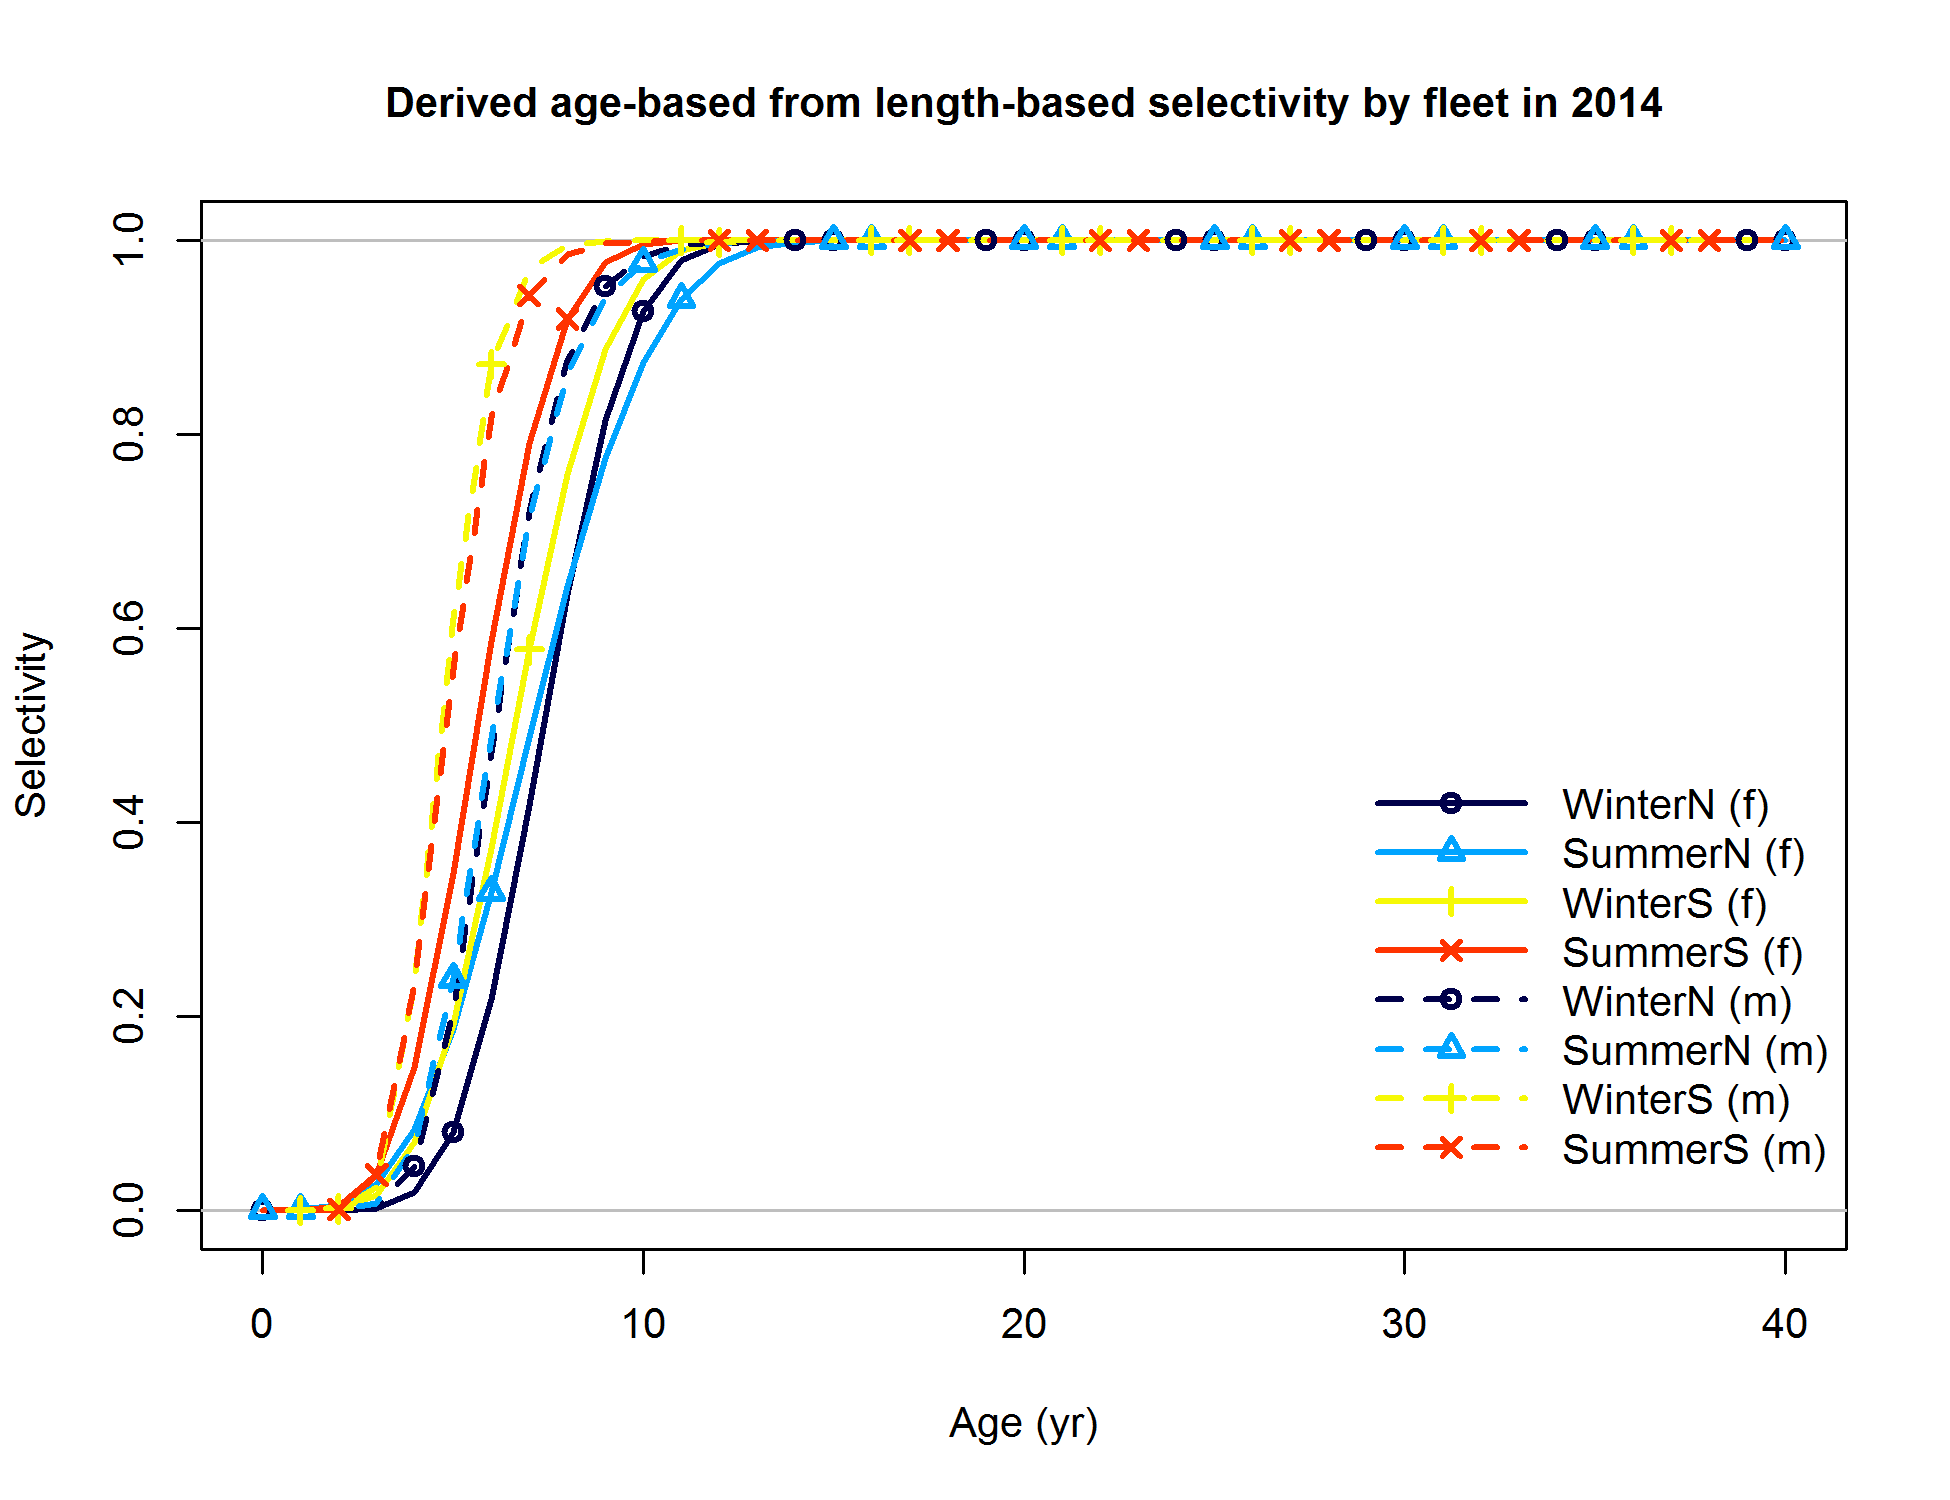 Derived age-based from length-based selectivity by fleet in 2014
Selectivity
1.0
0.8
0.6
0.4
0.2
0.0
WinterN (f)
SummerN (f)
WinterS (f)
SummerS (f)
WinterN (m)
SummerN (m)
WinterS (m)
SummerS (m)
0 10 20 30 40
Age (yr)